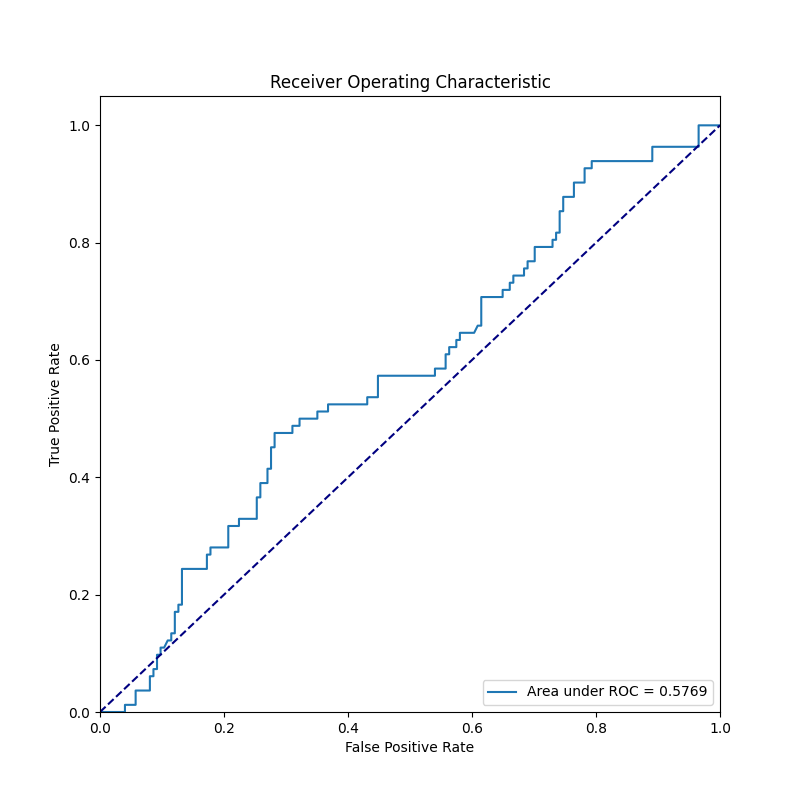 Receiver Operating Characteristic
True Positive Rate
1.0
0.8
0.6
0.4
0.2
0.0
Area under ROC = 0.5769
0.0 0.2 0.4 0.6 0.8 1.0
False Positive Rate